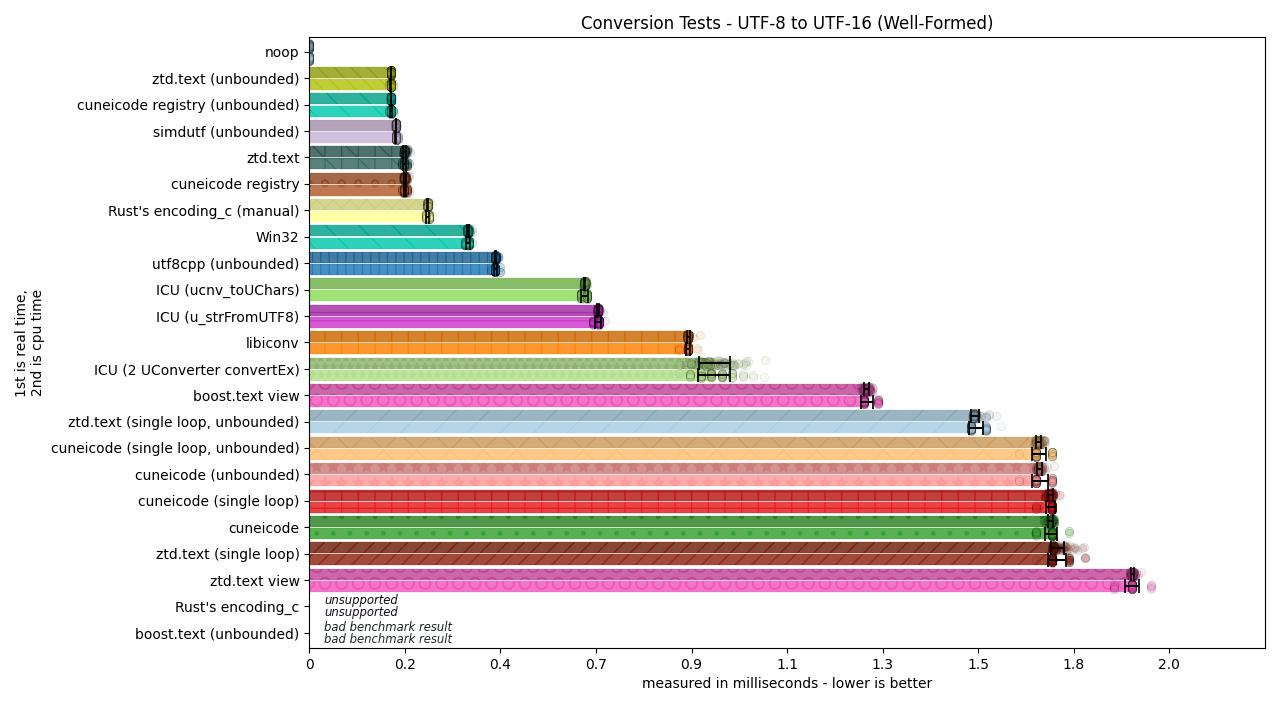 Conversion Tests - UTF-8 to UTF-16 (Well-Formed)
noop
ztd.text (unbounded)
cuneicode registry (unbounded)
simdutf (unbounded)
ztd.text
cuneicode registry
Rust's encoding_c (manual)
Win32
utf8cpp (unbounded)
ICU (ucnv_toUChars)
ICU (u_strFromUTF8)
libiconv
ICU (2 UConverter convertEx)
boost.text view
ztd.text (single loop, unbounded)
cuneicode (single loop, unbounded)
cuneicode (unbounded)
cuneicode (single loop)
cuneicode
ztd.text (single loop)
ztd.text view
Rust's encoding_c
boost.text (unbounded)
1st is real time,
2nd is cpu time
unsupported
unsupported
bad benchmark result
bad benchmark result
0 0.2 0.4 0.7 0.9 1.1 1.3 1.5 1.8 2.0
measured in milliseconds - lower is better